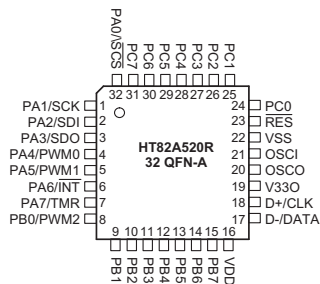 PA0/SCS
PC7
PC6
PC5
PC4
PC3
PC2
PC1
32 31 30 29 28 27 26 25
PA1/SCK 1
PA2/SDI 2
PA3/SDO 3
PA4/PWM0 4
PA5/PWM1 5
PA6/INT 6
PA7/TMR 7
PB0/PWM2 8
HT82A520R
32 QFN-A
24 PC0
23 RES
22 VSS
21 OSCI
20 OSCO
19 V33O
18 D+/CLK
17 D-/DATA
9 10 11 12 13 14 15 16
PB1
PB2
PB3
PB4
PB5
PB6
PB7
VDD